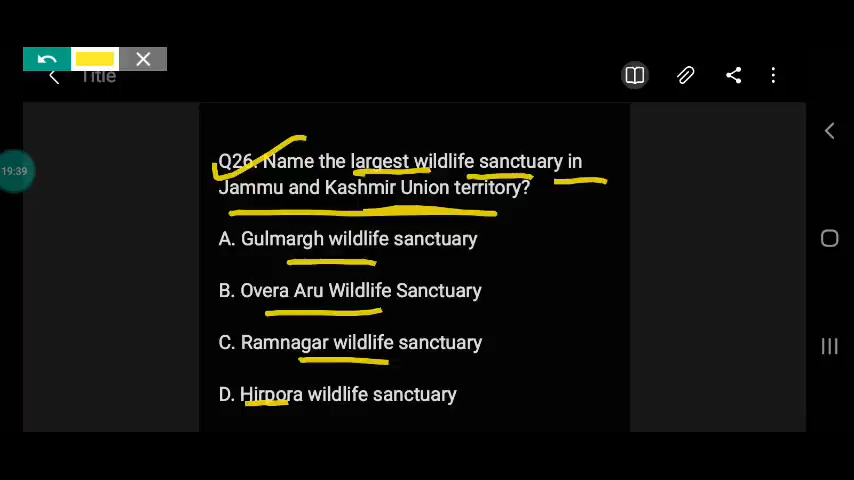 Title
19:39
Q26. Name the largest wildlife sanctuary in
Jammu and Kashmir Union territory?
A. Gulmargh wildlife sanctuary
B. Overa Aru Wildlife Sanctuary
C. Ramnagar wildlife sanctuary
D. Hirpora wildlife sanctuary